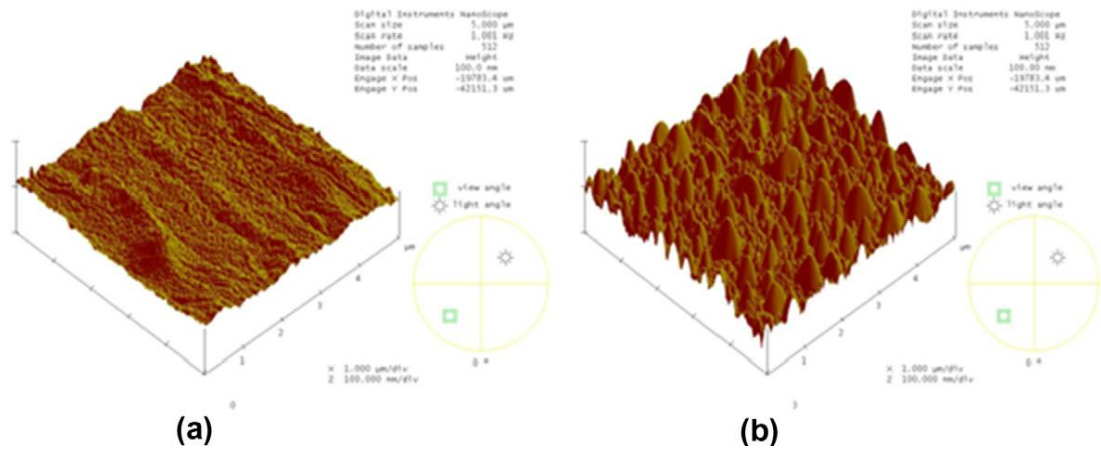 Digital Instruments NanoScope
Scan size 5.000 µm
Scan rate 1.001 Hz
Number of samples 512
Image Data Height
Data scale 100.0 nm
Engage X Pos -19783.4 um
Engage Y Pos -42151.3 um
view angle
light angle
µm
4
3
2
1
0 °
X 1.000 µm/div
Z 100.000 nm/div
(a)
Digital Instruments NanoScope
Scan size 5.000 µm
Scan rate 1.001 Hz
Number of samples 512
Image Data Height
Data scale 100.00 nm
Engage X Pos -19783.4 um
Engage Y Pos -42151.3 um
view angle
light angle
µm
4
3
2
1
0 °
X 1.000 µm/div
Z 100.000 nm/div
(b)